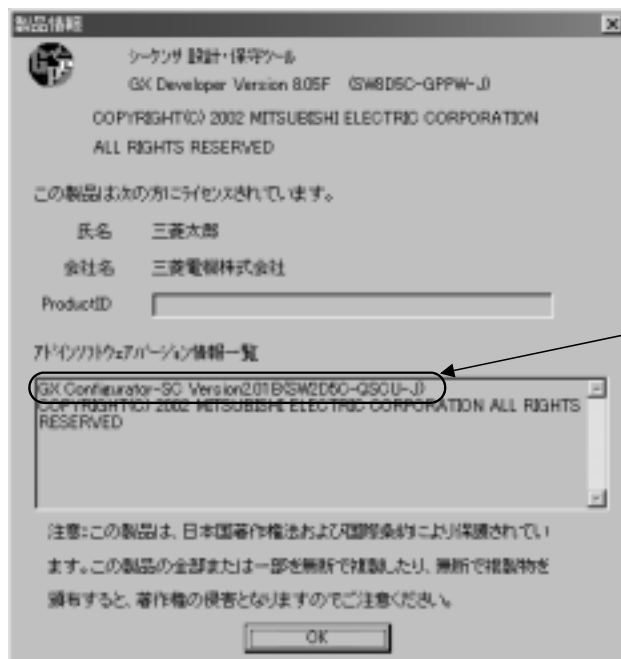 製品情報
シーケンサ 設計・保守ツール
GX Developer Version 8.05F (SW8D5C-GPPW-J)
COPYRIGHT(C) 2002 MITSUBISHI ELECTRIC CORPORATION
ALL RIGHTS RESERVED
この製品は次の方にライセンスされています。
氏名 三菱太郎
会社名 三菱電機株式会社
ProductID
アドインソフトウェアバージョン情報一覧
GX Configurator-SC Version2.01B(SW2D5C-QSCU-J)
COPYRIGHT(C) 2002 MITSUBISHI ELECTRIC CORPORATION ALL RIGHTS
RESERVED
注意:この製品は、日本国著作権法および国際条約により保護されてい
ます。この製品の全部または一部を無断で複製したり、無断で複製物を
頒布すると、著作権の侵害となりますのでご注意ください。
OK